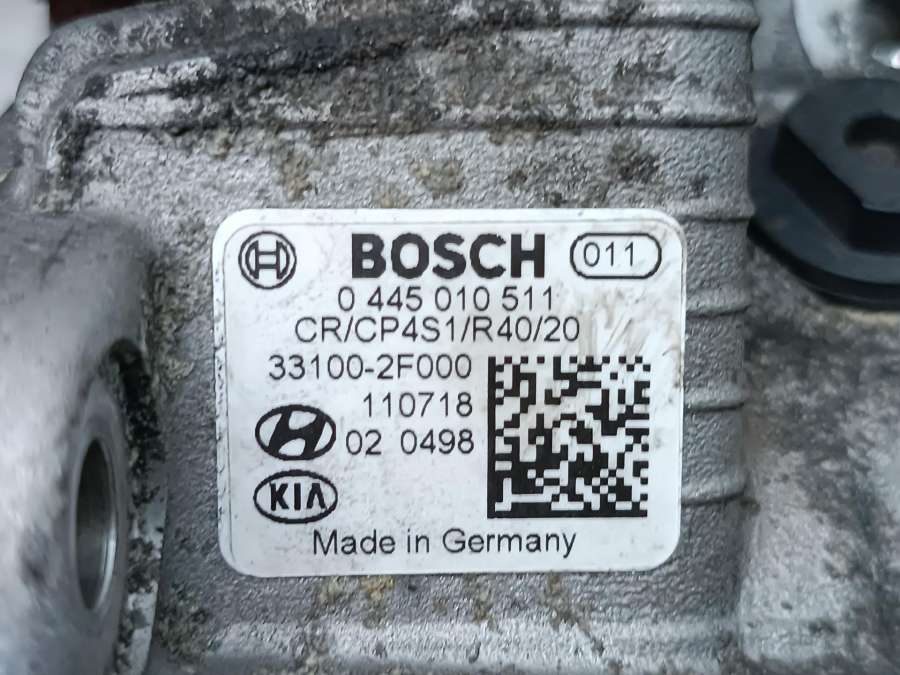 BOSCH 011
0 445 010 511
CR/CP4S1/R40/20
33100-2F000
110718
02 0498
KIA
Made in Germany